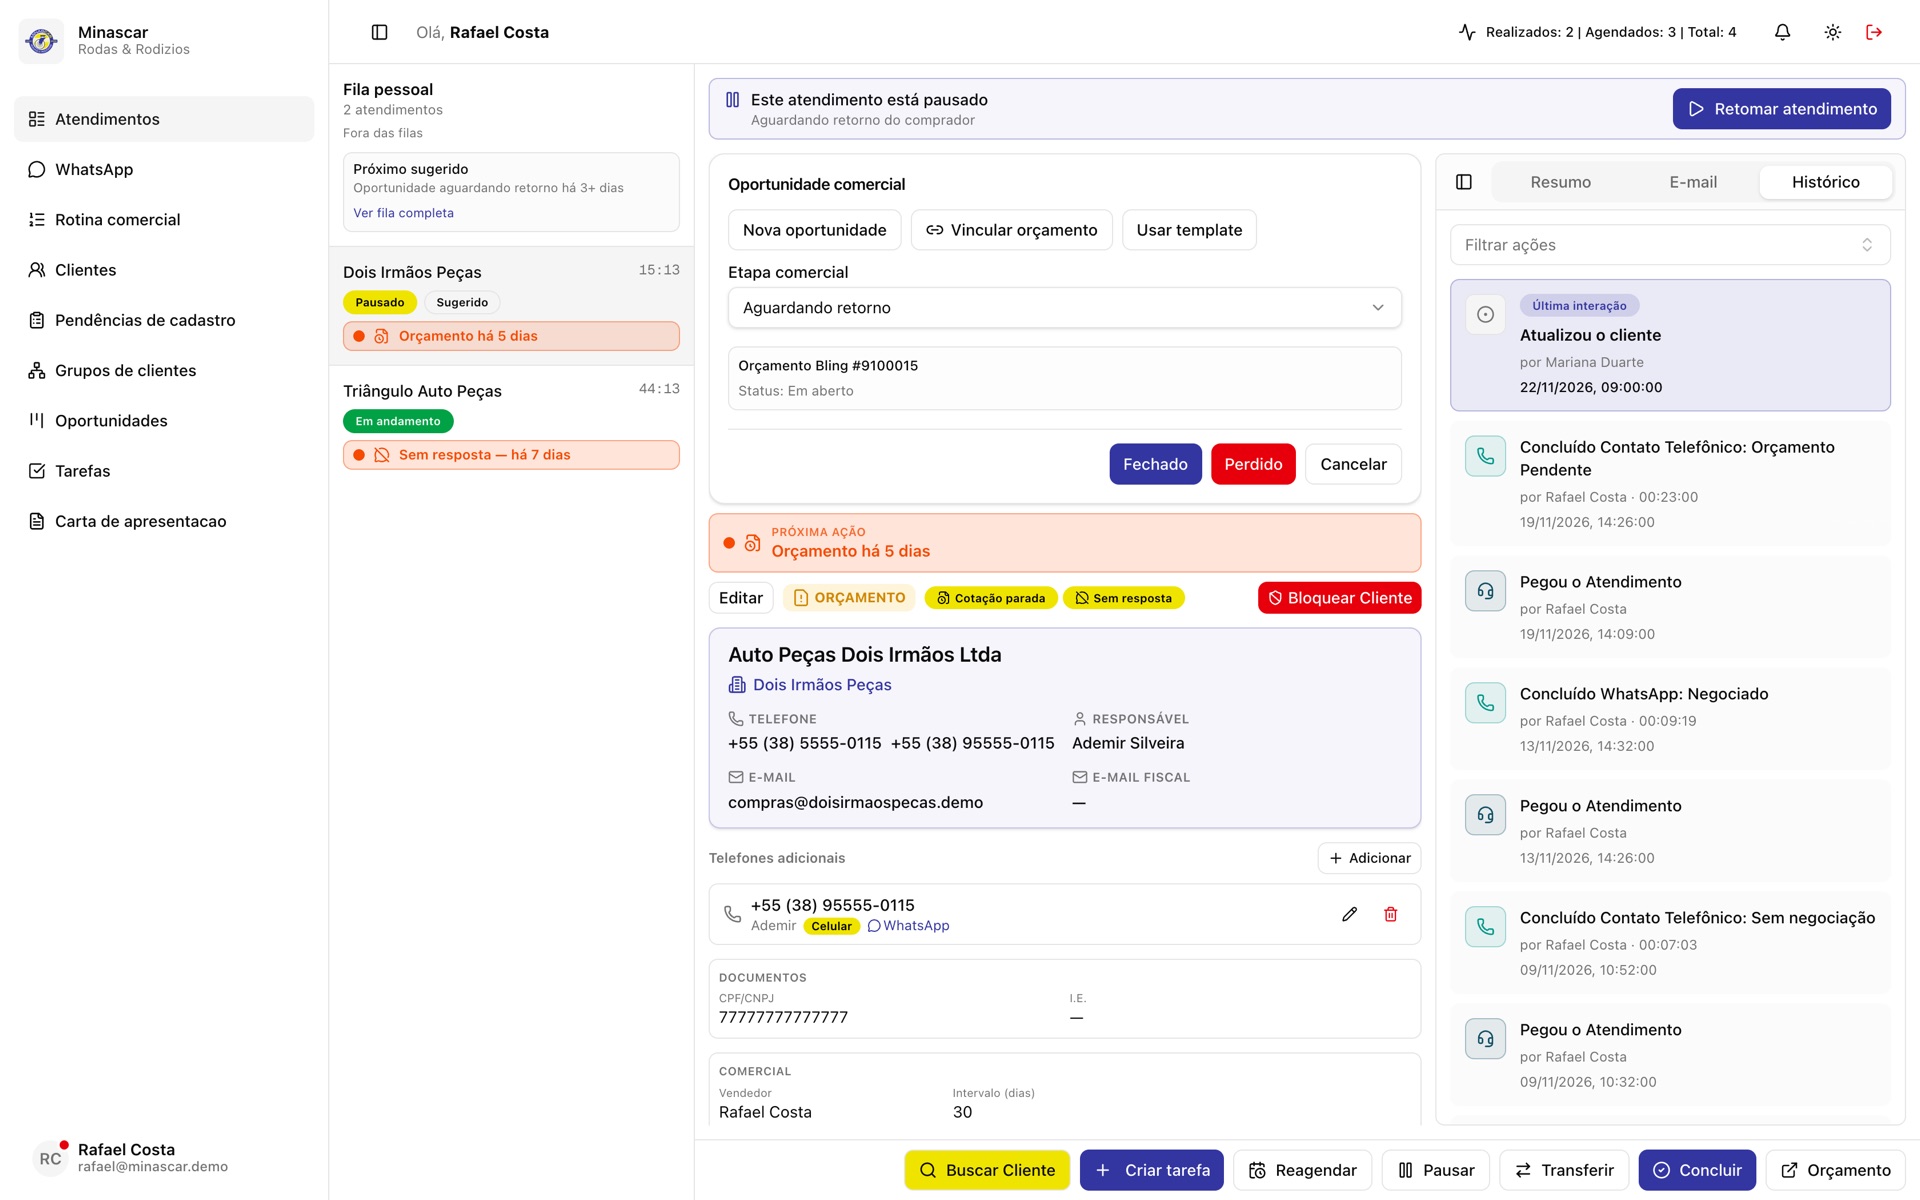 Minascar
Rodas & Rodizios
Atendimentos
WhatsApp
Rotina comercial
Clientes
Pendências de cadastro
Grupos de clientes
Oportunidades
Tarefas
Carta de apresentacao
RC
Rafael Costa
rafael@minascar.demo
Olá, Rafael Costa
Realizados: 2 | Agendados: 3 | Total: 4
Fila pessoal
2 atendimentos
Fora das filas
Próximo sugerido
Oportunidade aguardando retorno há 3+ dias
Ver fila completa
Dois Irmãos Peças 15:13
Pausado Sugerido
Orçamento há 5 dias
Triângulo Auto Peças 44:13
Em andamento
Sem resposta — há 7 dias
Este atendimento está pausado
Aguardando retorno do comprador
Retomar atendimento
Oportunidade comercial
Nova oportunidade Vincular orçamento Usar template
Etapa comercial
Aguardando retorno
Orçamento Bling #9100015
Status: Em aberto
Fechado Perdido Cancelar
PRÓXIMA AÇÃO
Orçamento há 5 dias
Editar ORÇAMENTO Cotação parada Sem resposta Bloquear Cliente
Auto Peças Dois Irmãos Ltda
Dois Irmãos Peças
TELEFONE RESPONSÁVEL
+55 (38) 5555-0115 +55 (38) 95555-0115 Ademir Silveira
E-MAIL E-MAIL FISCAL
compras@doisirmaospecas.demo —
Telefones adicionais Adicionar
+55 (38) 95555-0115
Ademir Celular WhatsApp
DOCUMENTOS
CPF/CNPJ I.E.
77777777777777 —
COMERCIAL
Vendedor Intervalo (dias)
Rafael Costa 30
Resumo E-mail Histórico
Filtrar ações
Última interação
Atualizou o cliente
por Mariana Duarte
22/11/2026, 09:00:00
Concluído Contato Telefônico: Orçamento
Pendente
por Rafael Costa · 00:23:00
19/11/2026, 14:26:00
Pegou o Atendimento
por Rafael Costa
19/11/2026, 14:09:00
Concluído WhatsApp: Negociado
por Rafael Costa · 00:09:19
13/11/2026, 14:32:00
Pegou o Atendimento
por Rafael Costa
13/11/2026, 14:26:00
Concluído Contato Telefônico: Sem negociação
por Rafael Costa · 00:07:03
09/11/2026, 10:52:00
Pegou o Atendimento
por Rafael Costa
09/11/2026, 10:32:00
Buscar Cliente Criar tarefa Reagendar Pausar Transferir Concluir Orçamento